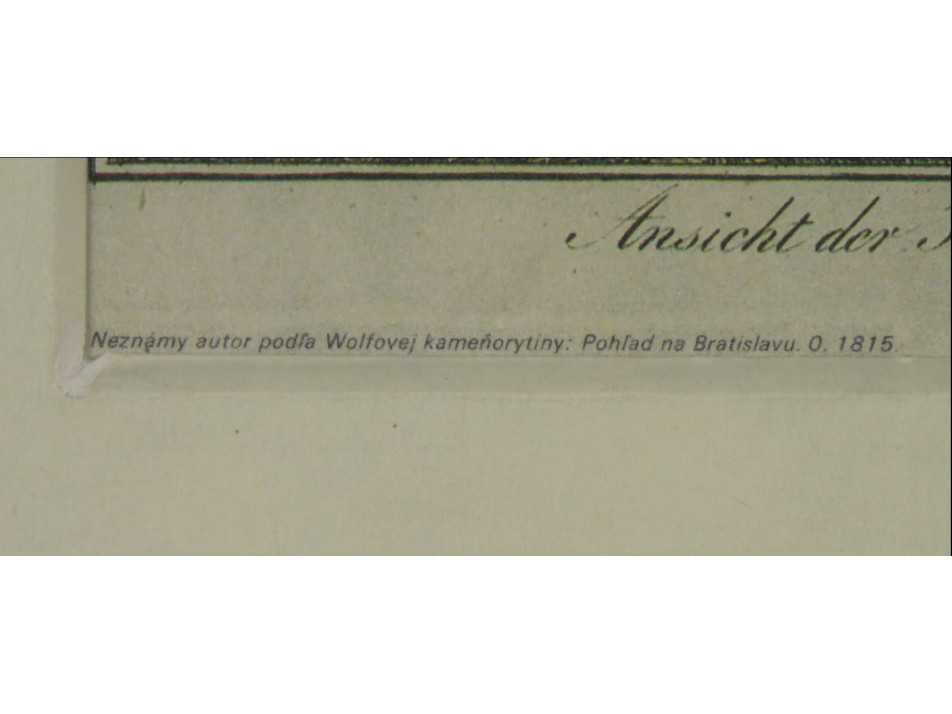 Ansicht der
Neznámy autor podľa Wolfovej kameňorytiny: Pohľad na Bratislavu. O. 1815.